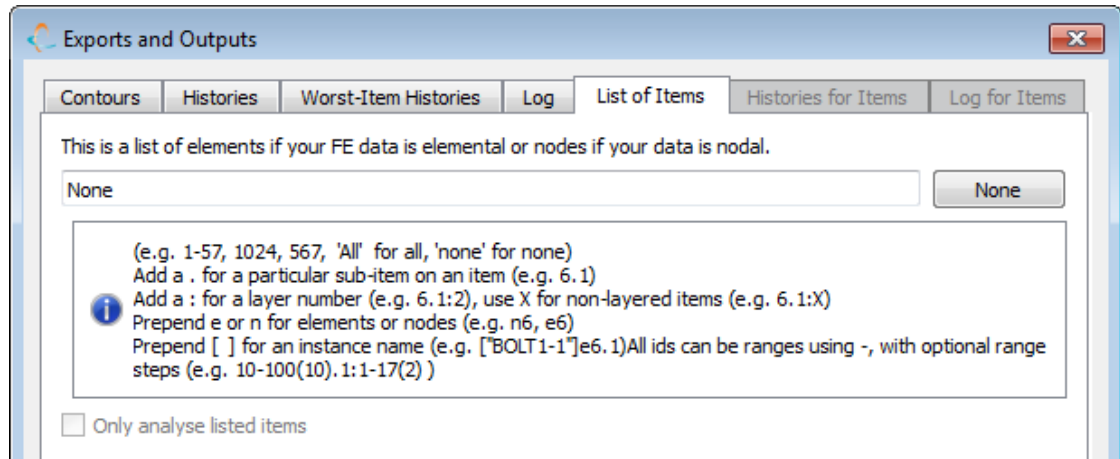 Exports and Outputs
Contours Histories Worst-Item Histories Log List of Items Histories for Items Log for Items
This is a list of elements if your FE data is elemental or nodes if your data is nodal.
None None
(e.g. 1-57, 1024, 567, 'All' for all, 'none' for none)
Add a . for a particular sub-item on an item (e.g. 6.1)
Add a : for a layer number (e.g. 6.1:2), use X for non-layered items (e.g. 6.1:X)
Prepend e or n for elements or nodes (e.g. n6, e6)
Prepend [ ] for an instance name (e.g. ["BOLT1-1"]e6.1)All ids can be ranges using -, with optional range
steps (e.g. 10-100(10).1:1-17(2) )
Only analyse listed items